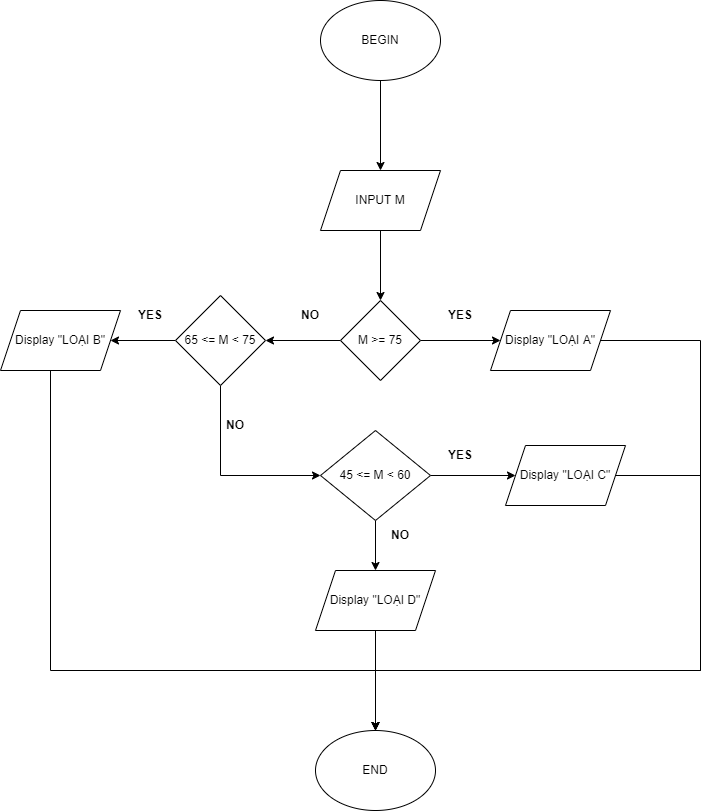 BEGIN
INPUT M
M >= 75
NO
YES
65 <= M < 75
YES
Display "LOẠI B"
Display "LOẠI A"
NO
45 <= M < 60
YES
Display "LOẠI C"
NO
Display "LOẠI D"
END